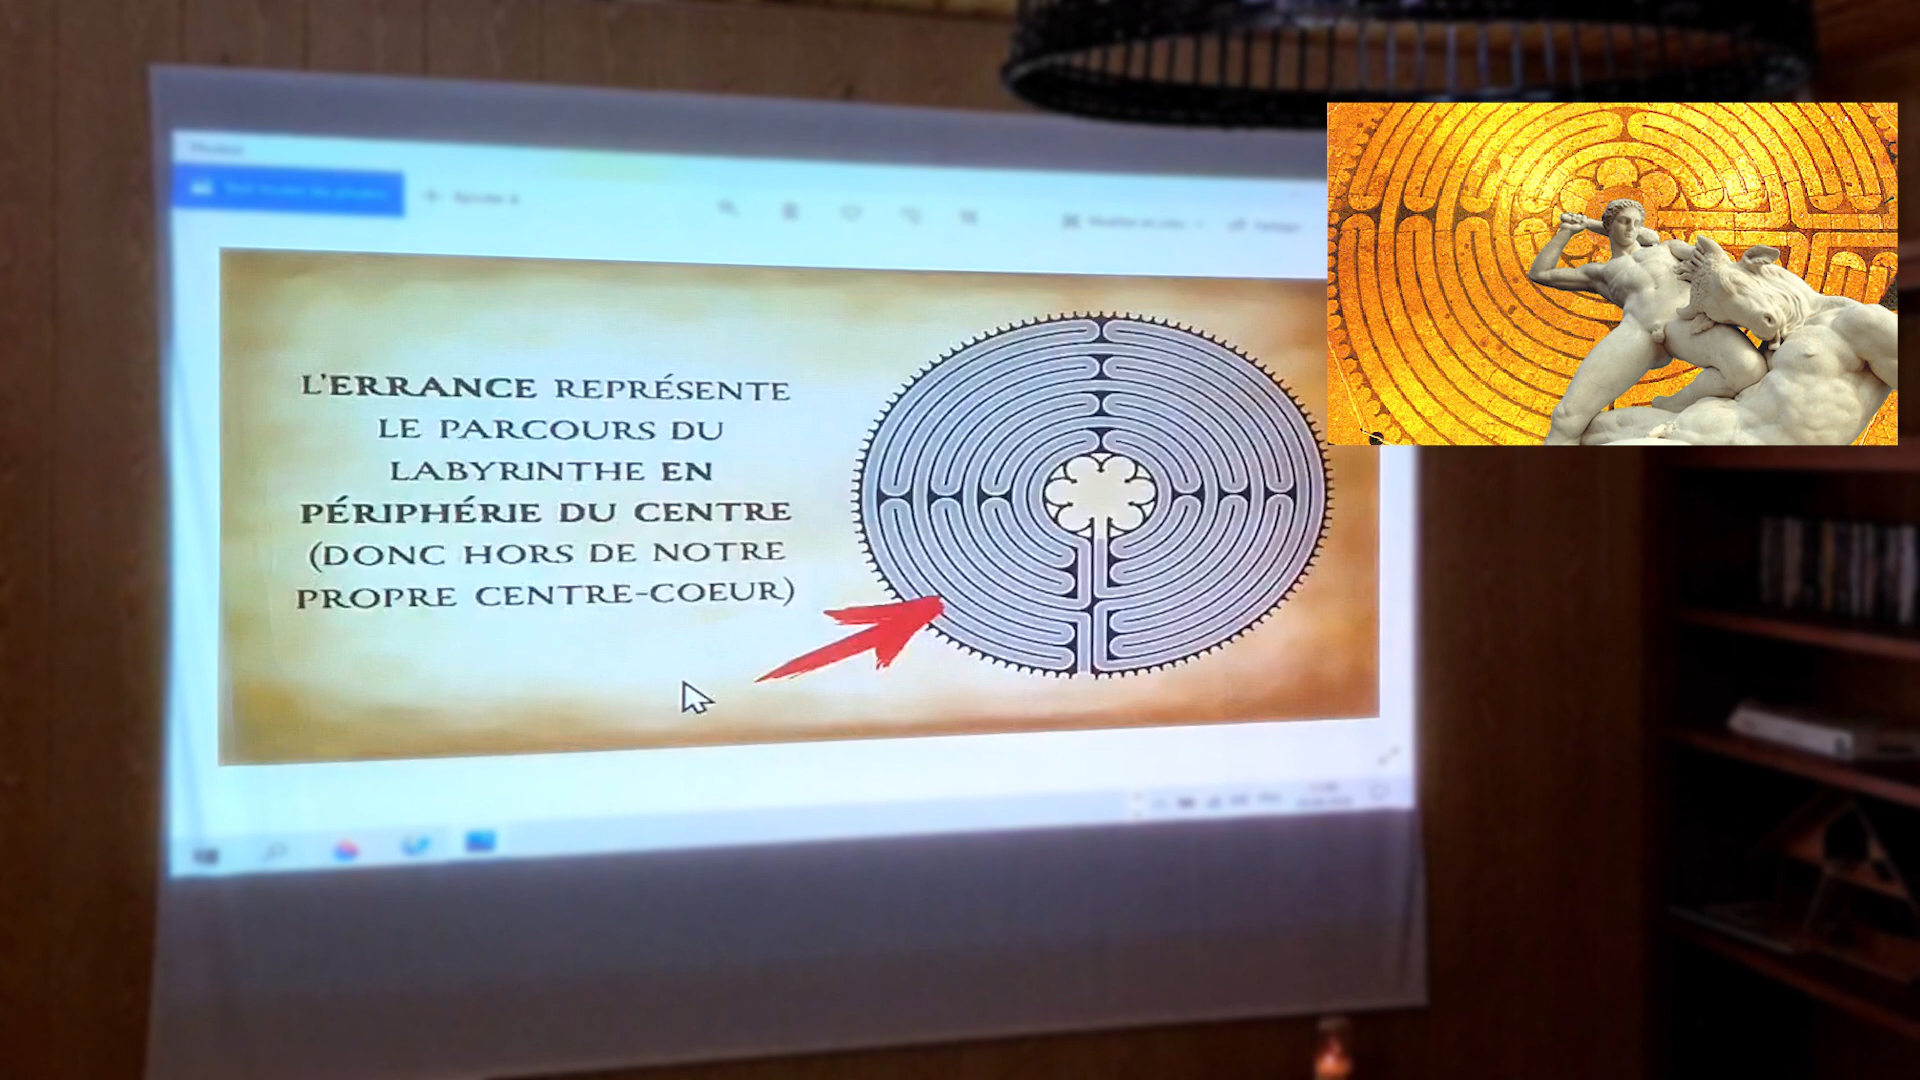 L'ERRANCE REPRÉSENTE
LE PARCOURS DU
LABYRINTHE EN
PÉRIPHÉRIE DU CENTRE
(DONC HORS DE NOTRE
PROPRE CENTRE-COEUR)